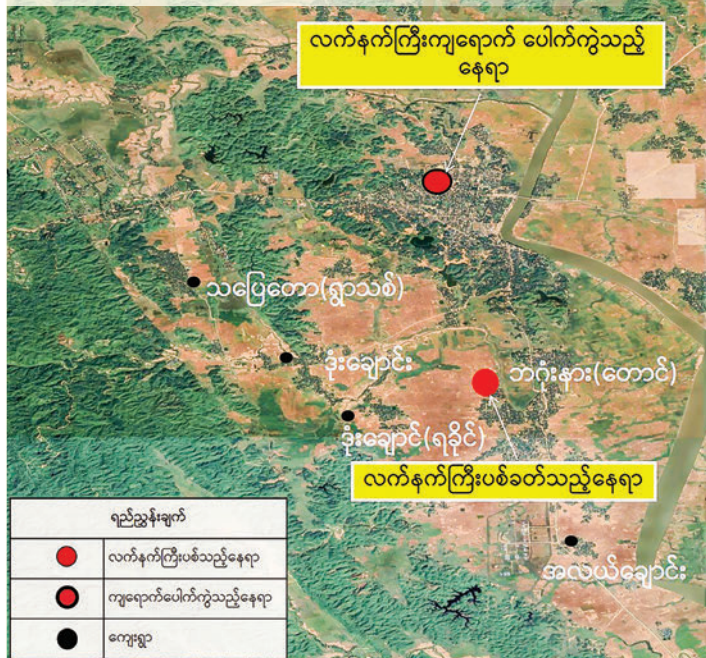 လက်နက်ကြီးကျရောက် ပေါက်ကွဲသည့်
နေရာ
သပြေတော(ရွာသစ်)
ဒုံးချောင်း
ဘဂုံးနား(တောင်)
ဒုံးချောင်(ရခိုင်)
လက်နက်ကြီးပစ်ခတ်သည့်နေရာ
အလယ်ချောင်း
ရည်ညွှန်းချက်
လက်နက်ကြီးပစ်သည့်နေရာ
ကျရောက်ပေါက်ကွဲသည့်နေရာ
ကျေးရွာ